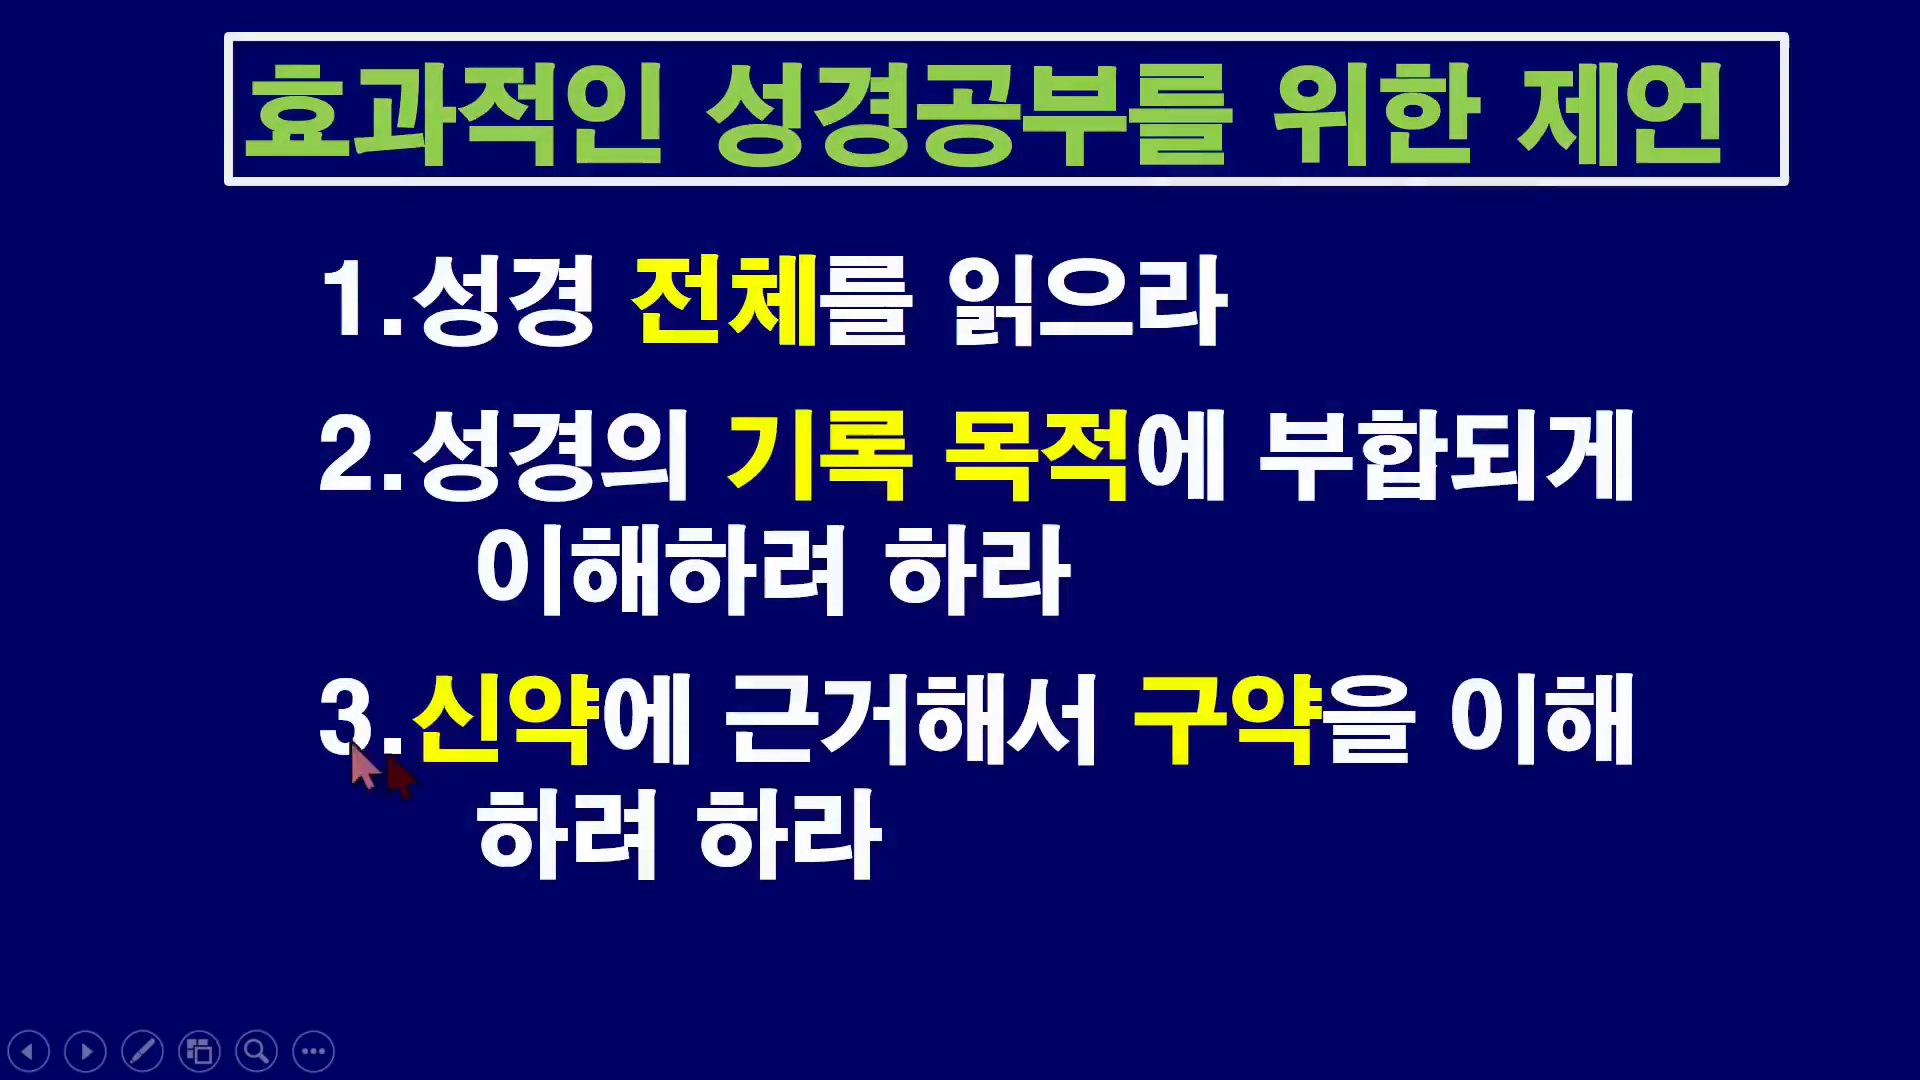 효과적인 성경공부를 위한 제언
1.성경 전체를 읽으라
2.성경의 기록 목적에 부합되게
이해하려 하라
3.신약에 근거해서 구약을 이해
하려 하라